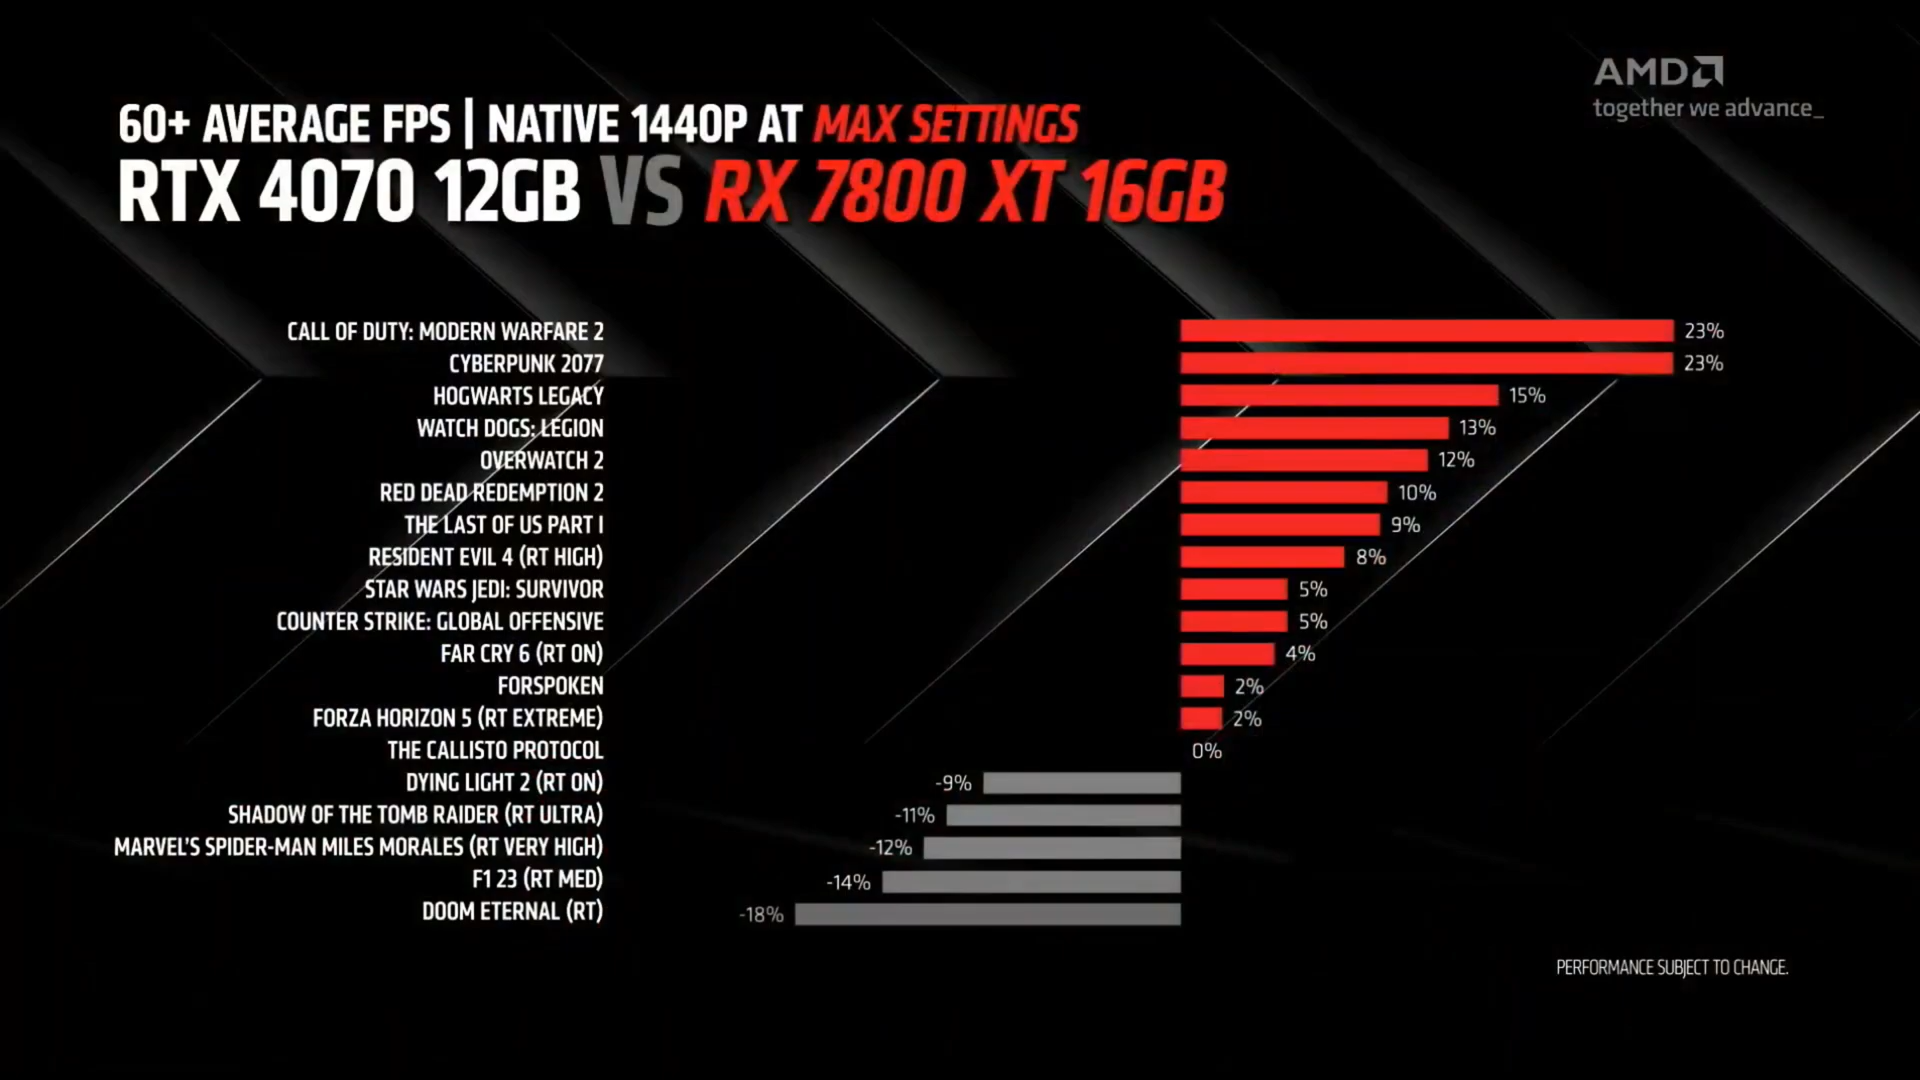 AMD
together we advance_
60+ AVERAGE FPS | NATIVE 1440P AT MAX SETTINGS
RTX 4070 12GB VS RX 7800 XT 16GB
CALL OF DUTY: MODERN WARFARE 2 23%
CYBERPUNK 2077 23%
HOGWARTS LEGACY 15%
WATCH DOGS: LEGION 13%
OVERWATCH 2 12%
RED DEAD REDEMPTION 2 10%
THE LAST OF US PART I 9%
RESIDENT EVIL 4 (RT HIGH) 8%
STAR WARS JEDI: SURVIVOR 5%
COUNTER STRIKE: GLOBAL OFFENSIVE 5%
FAR CRY 6 (RT ON) 4%
FORSPOKEN 2%
FORZA HORIZON 5 (RT EXTREME) 2%
THE CALLISTO PROTOCOL 0%
DYING LIGHT 2 (RT ON) -9%
SHADOW OF THE TOMB RAIDER (RT ULTRA) -11%
MARVEL'S SPIDER-MAN MILES MORALES (RT VERY HIGH) -12%
F1 23 (RT MED) -14%
DOOM ETERNAL (RT) -18%
PERFORMANCE SUBJECT TO CHANGE.